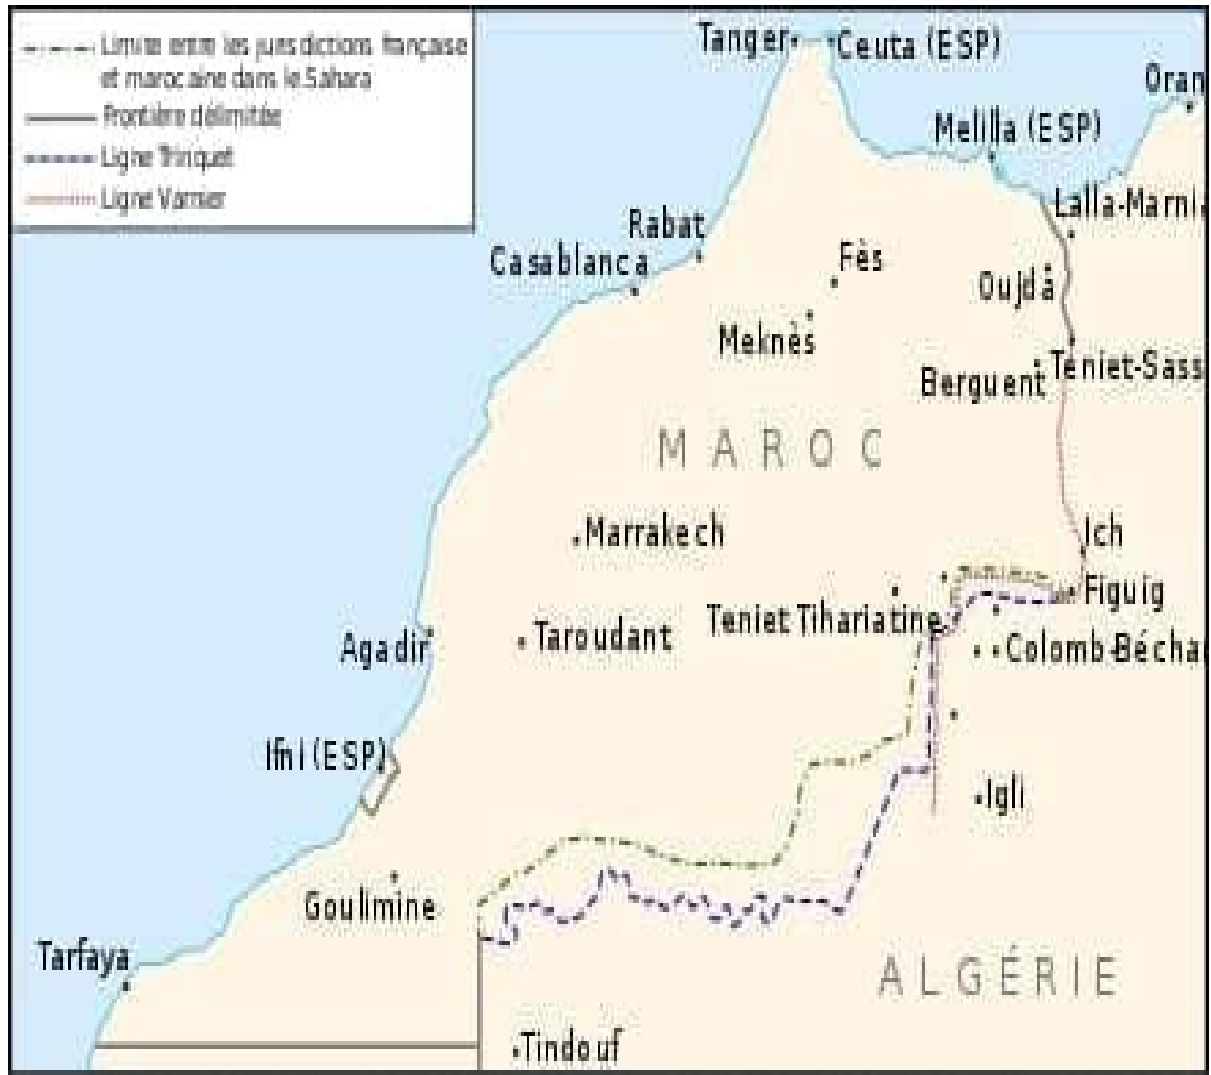 Limite entre les jurisdictions française
et marocaine dans le Sahara
Frontière délimitée
Ligne Trinquet
Ligne Varnier
Tanger
Ceuta (ESP)
Oran
Melilla (ESP)
Lalla-Marnia
Rabat
Casablanca
Fès
Oujda
Meknès
Berguent
Teniet-Sass
MAROC
Marrakech
Ich
Figuig
Teniet Tihariatine
Agadir
Taroudant
Colomb-Béchar
Ifni (ESP)
Igli
Goulimine
Tarfaya
ALGÉRIE
Tindouf